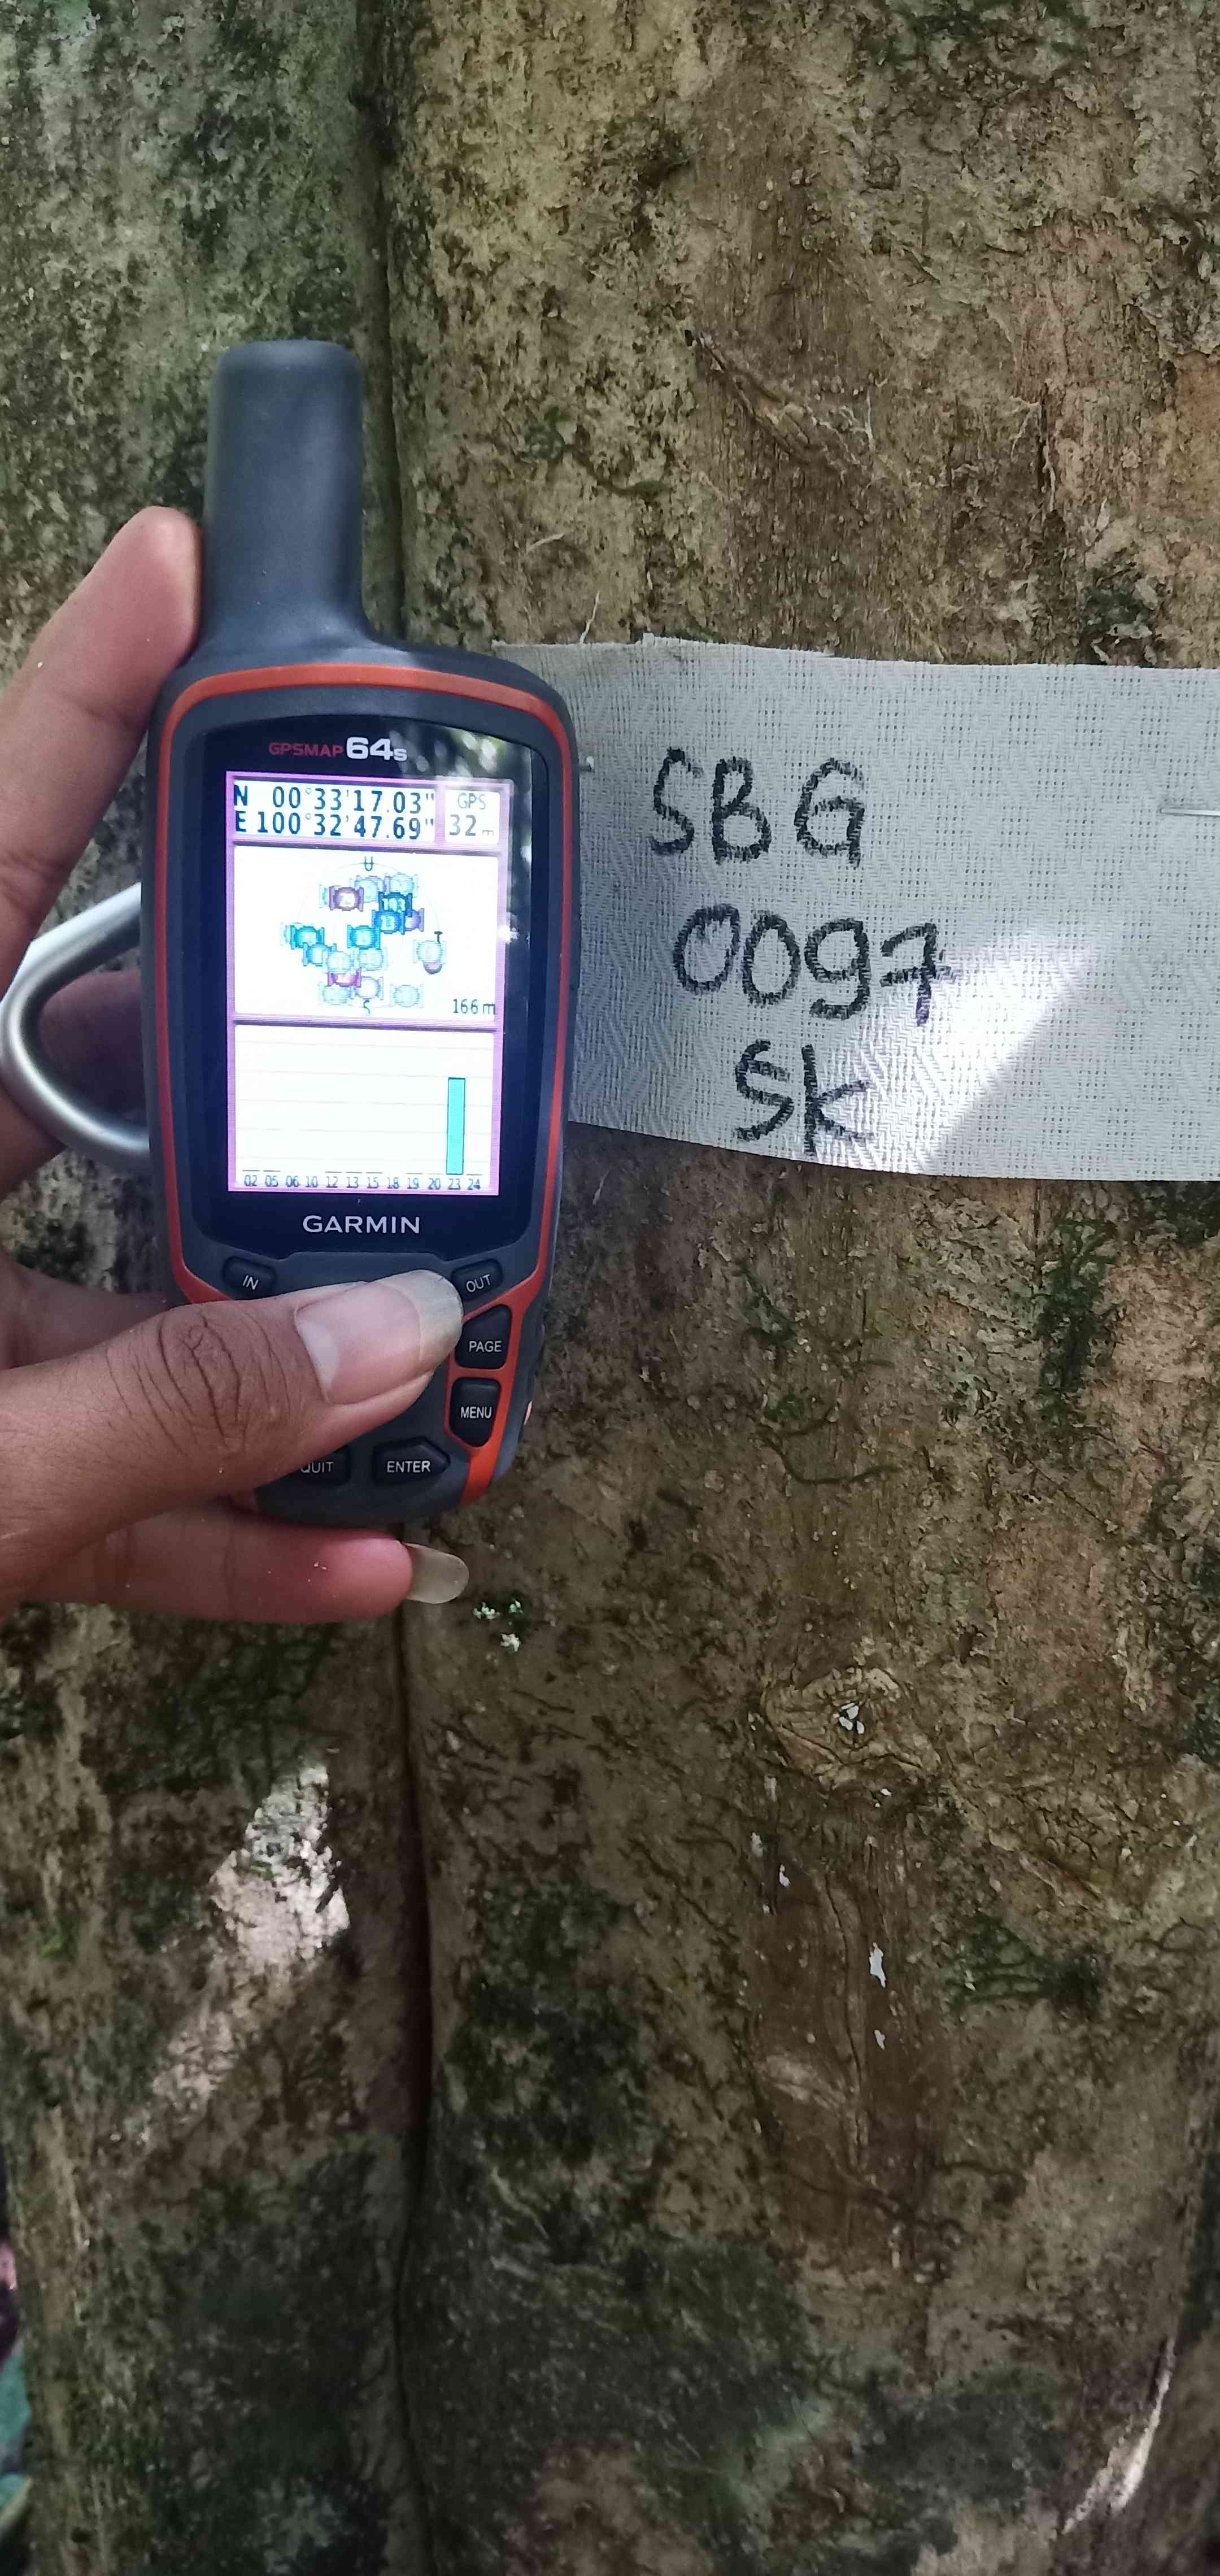 GPSMAP 64s
N 00°33'17.03"
E 100°32'47.69"
GPS
32 m
U
193
T
S
166 m
02 05 06 10 12 13 15 18 19 20 23 24
GARMIN
IN
OUT
PAGE
MENU
QUIT
ENTER
SBG
0097
SK